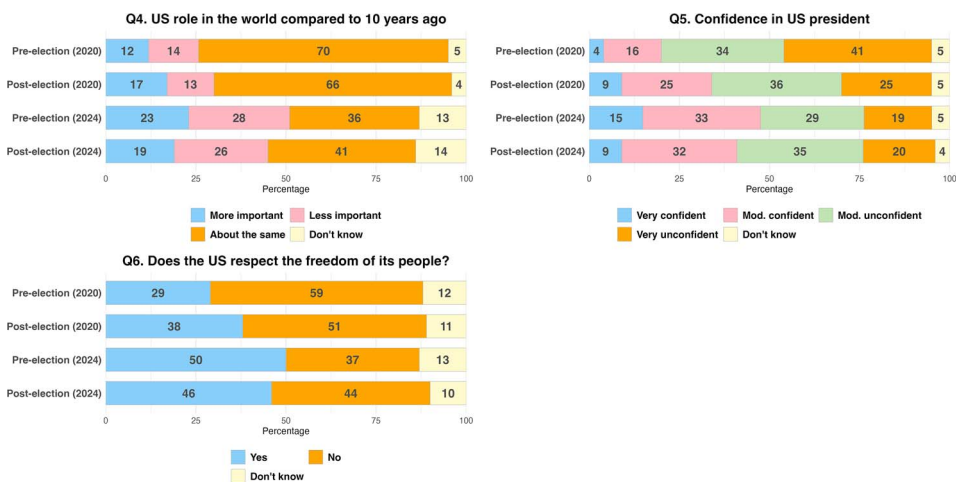 Q4. US role in the world compared to 10 years ago
Pre-election (2020) 12 14 70 5
Post-election (2020) 17 13 66 4
Pre-election (2024) 23 28 36 13
Post-election (2024) 19 26 41 14
0 25 50 75 100
Percentage
More important Less important
About the same Don't know
Q5. Confidence in US president
Pre-election (2020) 4 16 34 41 5
Post-election (2020) 9 25 36 25 5
Pre-election (2024) 15 33 29 19 5
Post-election (2024) 9 32 35 20 4
0 25 50 75 100
Percentage
Very confident Mod. confident Mod. unconfident
Very unconfident Don't know
Q6. Does the US respect the freedom of its people?
Pre-election (2020) 29 59 12
Post-election (2020) 38 51 11
Pre-election (2024) 50 37 13
Post-election (2024) 46 44 10
0 25 50 75 100
Percentage
Yes No
Don't know